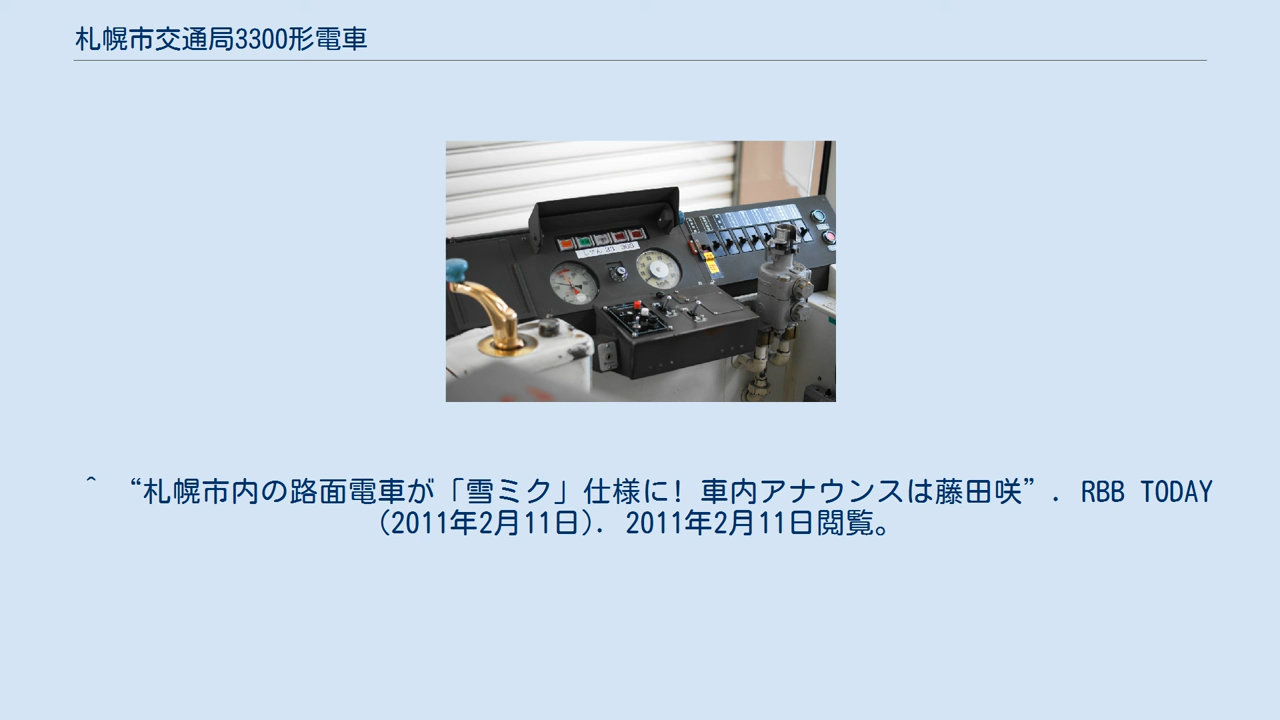 札幌市交通局3300形電車
^ “札幌市内の路面電車が「雪ミク」仕様に! 車内アナウンスは藤田咲”. RBB TODAY
(2011年2月11日). 2011年2月11日閲覧。